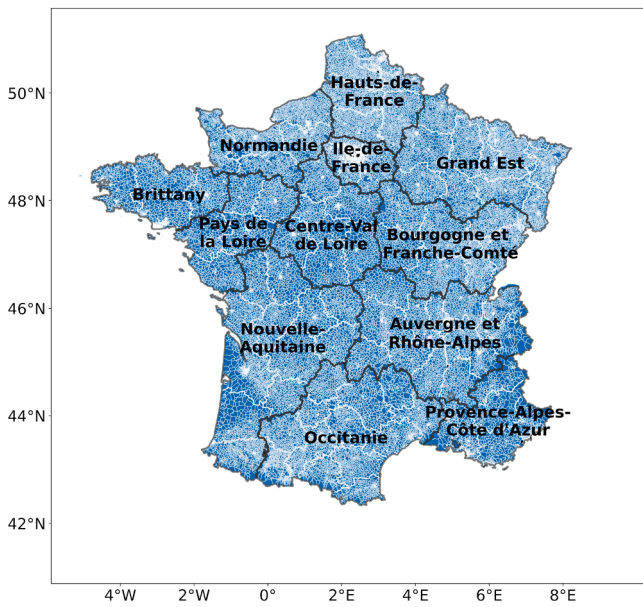 50°N
48°N
46°N
44°N
42°N
Hauts-de-
France
Normandie
Ile-de-
France
Grand Est
Brittany
Pays de
la Loire
Centre-Val
de Loire
Bourgogne et
Franche-Comté
Nouvelle-
Aquitaine
Auvergne et
Rhône-Alpes
Provence-Alpes-
Côte d'Azur
Occitanie
4°W
2°W
0°
2°E
4°E
6°E
8°E